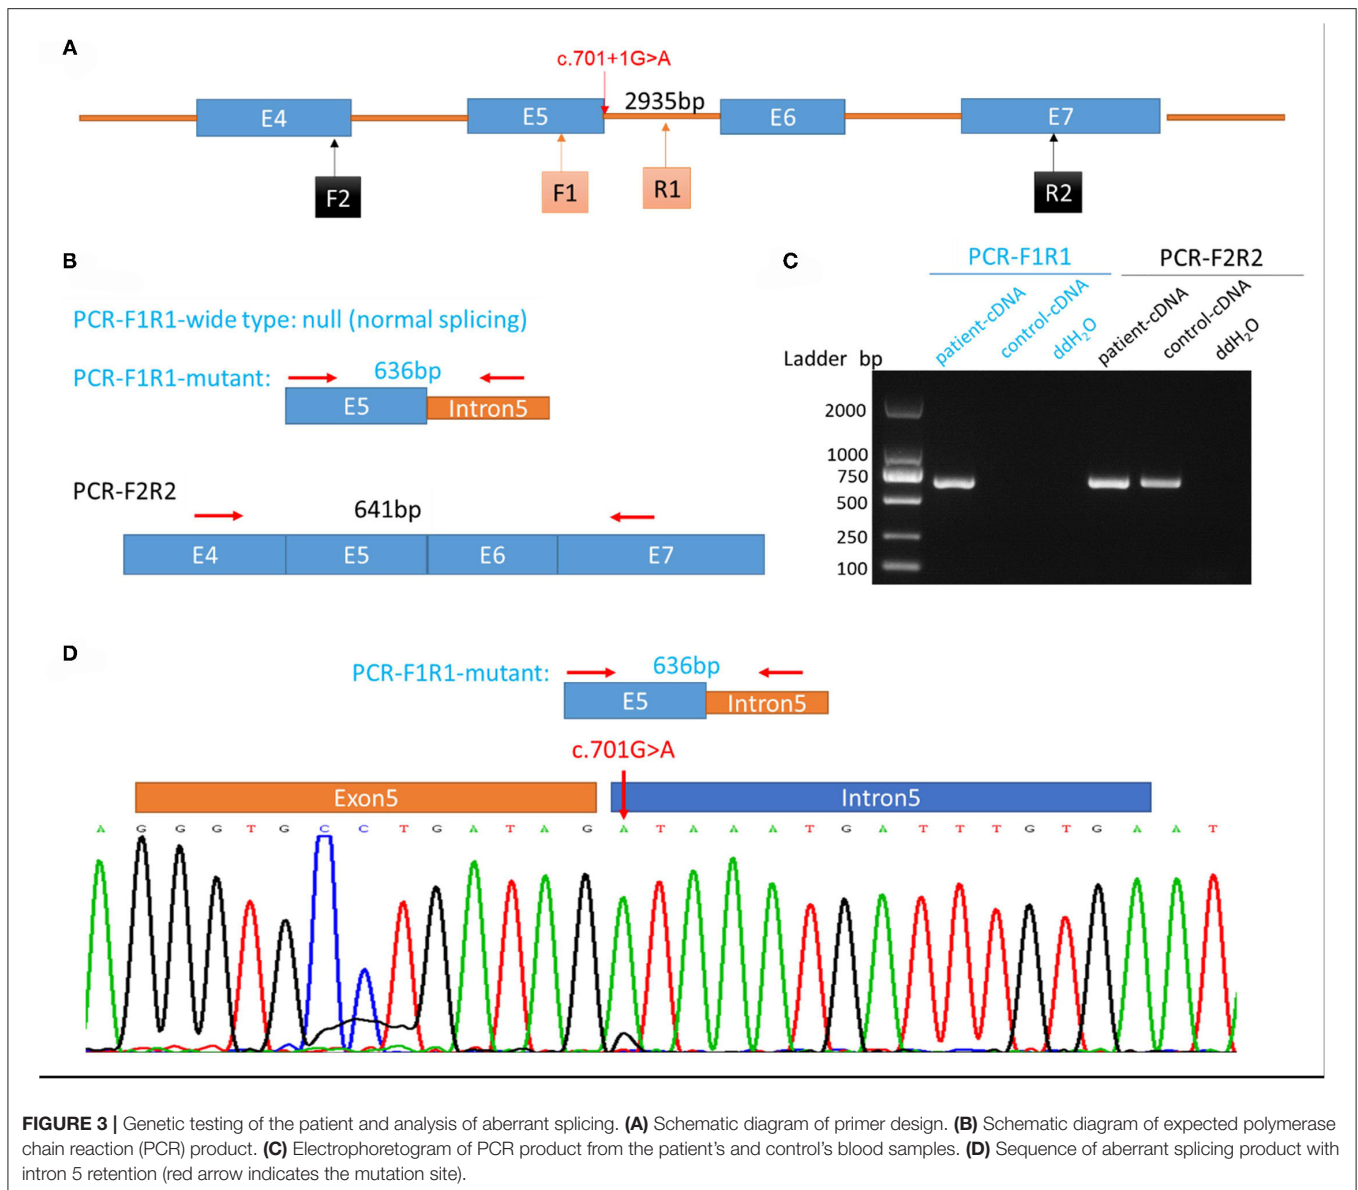 A
c.701+1G>A
2935bp
E4
E5
E6
E7
F2
F1
R1
R2
B
PCR-F1R1-wide type: null (normal splicing)
PCR-F1R1-mutant:
636bp
E5
Intron5
PCR-F2R2
641bp
E4
E5
E6
E7
C
PCR-F1R1
PCR-F2R2
patient-cDNA
control-cDNA
ddH2O
patient-cDNA
control-cDNA
ddH2O
Ladder bp
2000
1000
750
500
250
100
D
PCR-F1R1-mutant:
636bp
E5
Intron5
c.701G>A
Exon5
Intron5
A G G G T G C C T G A T A G A T A A A T G A T T T G T G A A T
FIGURE 3 | Genetic testing of the patient and analysis of aberrant splicing. (A) Schematic diagram of primer design. (B) Schematic diagram of expected polymerase
chain reaction (PCR) product. (C) Electrophoretogram of PCR product from the patient's and control's blood samples. (D) Sequence of aberrant splicing product with
intron 5 retention (red arrow indicates the mutation site).